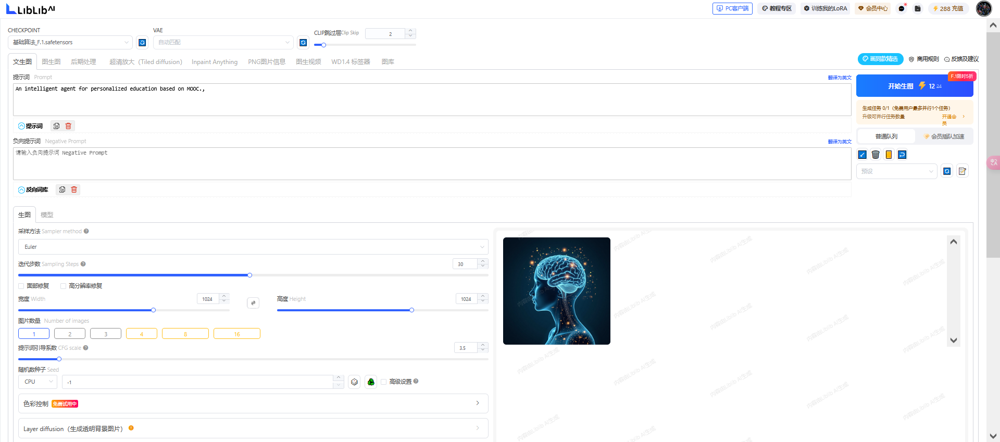 LIBLIBAI
PC客户端
教程专区
训练我的LoRA
会员中心
288 充值
CHECKPOINT
VAE
CLIP跳过层 Clip Skip
2
基础算法_F.1.safetensors
自动匹配
文生图
图生图
后期处理
超清放大（Tiled diffusion）
Inpaint Anything
PNG图片信息
图生视频
WD1.4 标签器
图库
画同款精选
商用规则
反馈及建议
提示词 Prompt
翻译为英文
An intelligent agent for personalized education based on MOOC.,
F.1限时5折
开始生图 12 24
生成任务 0/1（免费用户最多并行1个任务）
升级可并行任务数量
开通会员
提示词
普通队列
会员插队加速
负向提示词 Negative Prompt
翻译为英文
请输入负向提示词 Negative Prompt
预设
反向词库
生图
模型
采样方法 Sampler method
Euler
迭代步数 Sampling Steps
30
面部修复
高分辨率修复
宽度 Width
1024
高度 Height
1024
图片数量 Number of images
1
2
3
4
8
16
提示词引导系数 CFG scale
3.5
随机数种子 Seed
CPU
-1
高级设置
色彩控制 免费试用中
Layer diffusion（生成透明背景图片）
内容由Liblib AI生成